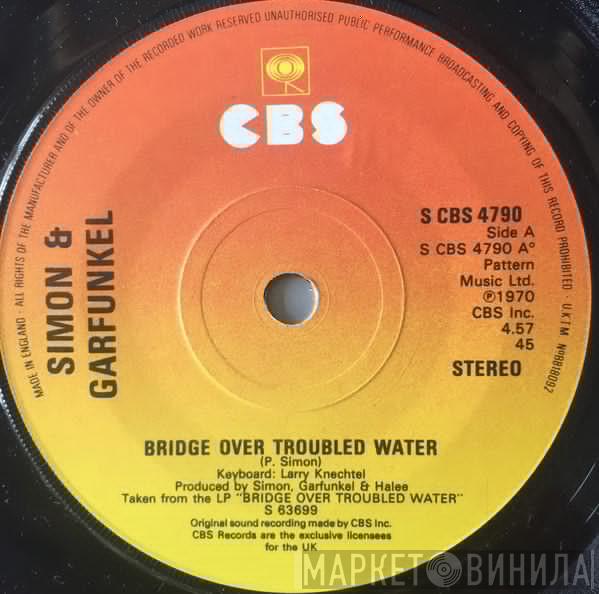 MADE IN ENGLAND · ALL RIGHTS OF THE MANUFACTURER AND OF THE OWNER OF THE RECORDED WORK RESERVED UNAUTHORISED PUBLIC PERFORMANCE BROADCASTING AND COPYING OF THIS RECORD PROHIBITED · U.K.T.M. Nº8818092
CBS
SIMON &
GARFUNKEL
S CBS 4790
Side A
S CBS 4790 A°
Pattern
Music Ltd.
℗1970
CBS Inc.
4.57
45
STEREO
BRIDGE OVER TROUBLED WATER
(P. Simon)
Keyboard: Larry Knechtel
Produced by Simon, Garfunkel & Halee
Taken from the LP "BRIDGE OVER TROUBLED WATER"
S 63699
Original sound recording made by CBS Inc.
CBS Records are the exclusive licensees
for the UK
МАРКЕТ ВИНИЛА